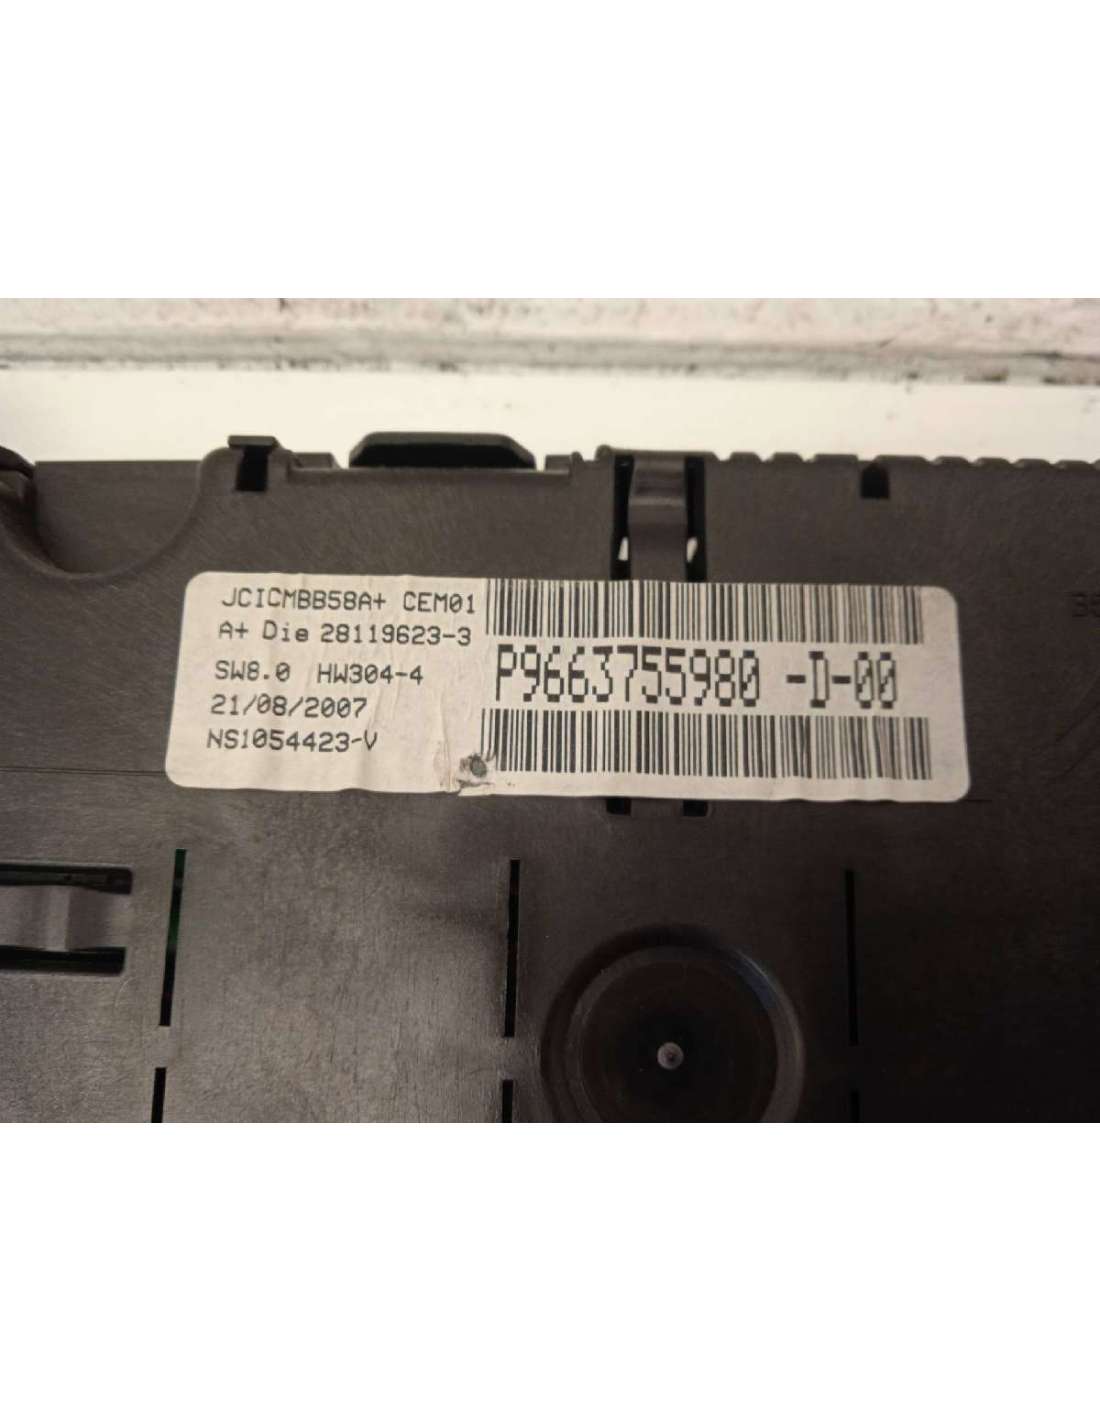 JCICMBB58A+ CEM01
A+ Die 28119623-3
SW8.0 HW304-4
21/08/2007
NS1054423-V
P9663755980 -D-00